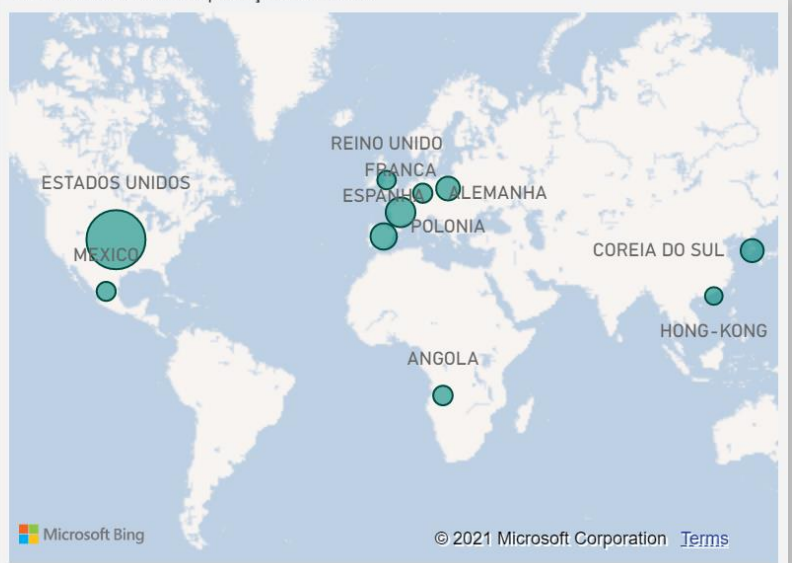 REINO UNIDO
FRANCA
ESTADOS UNIDOS
ESPANHA
ALEMANHA
POLONIA
MEXICO
COREIA DO SUL
HONG-KONG
ANGOLA
Microsoft Bing
© 2021 Microsoft Corporation Terms